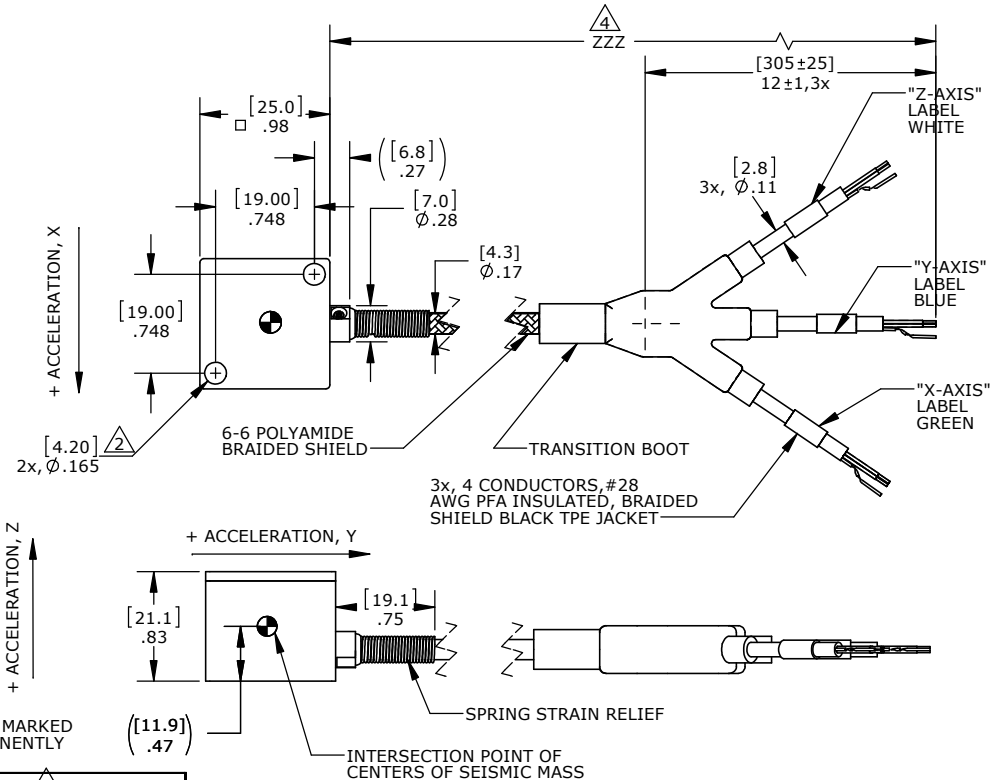 4
ZZZ
[305±25]
12±1,3x
"Z-AXIS"
LABEL
WHITE
[25.0]
□ .98
([6.8]
.27)
[2.8]
3x, Ø.11
[19.00]
.748
[7.0]
Ø.28
[4.3]
Ø.17
+ ACCELERATION, X
"Y-AXIS"
LABEL
BLUE
[19.00]
.748
"X-AXIS"
LABEL
GREEN
[4.20] 2
2x, Ø.165
6-6 POLYAMIDE
BRAIDED SHIELD
TRANSITION BOOT
3x, 4 CONDUCTORS,#28
AWG PFA INSULATED, BRAIDED
SHIELD BLACK TPE JACKET
+ ACCELERATION, Z
+ ACCELERATION, Y
[21.1]
.83
[19.1]
.75
SPRING STRAIN RELIEF
MARKED
NENTLY
([11.9]
.47)
INTERSECTION POINT OF
CENTERS OF SEISMIC MASS